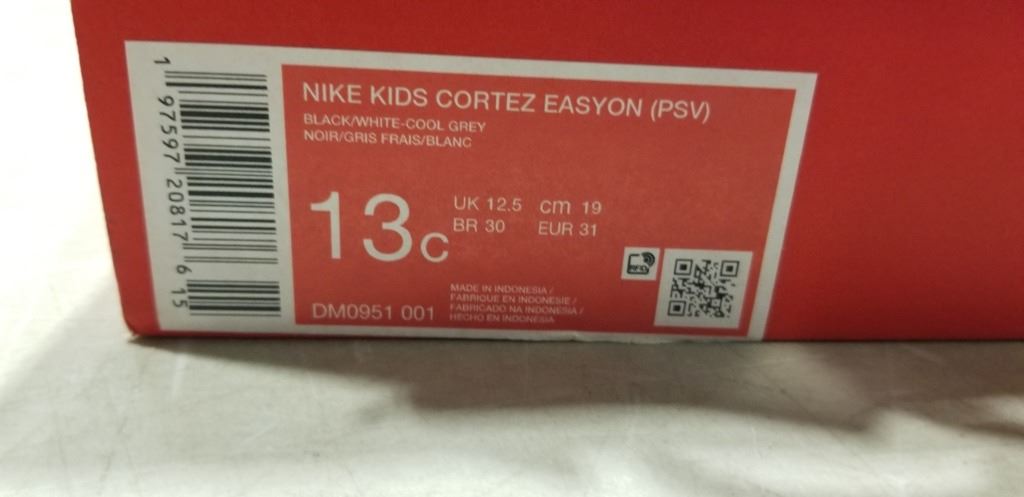 1 97597 20817 6 15
NIKE KIDS CORTEZ EASYON (PSV)
BLACK/WHITE-COOL GREY
NOIR/GRIS FRAIS/BLANC
13c
UK 12.5 cm 19
BR 30 EUR 31
MADE IN INDONESIA /
FABRIQUE EN INDONESIE /
FABRICADO NA INDONESIA /
HECHO EN INDONESIA
DM0951 001
RFID